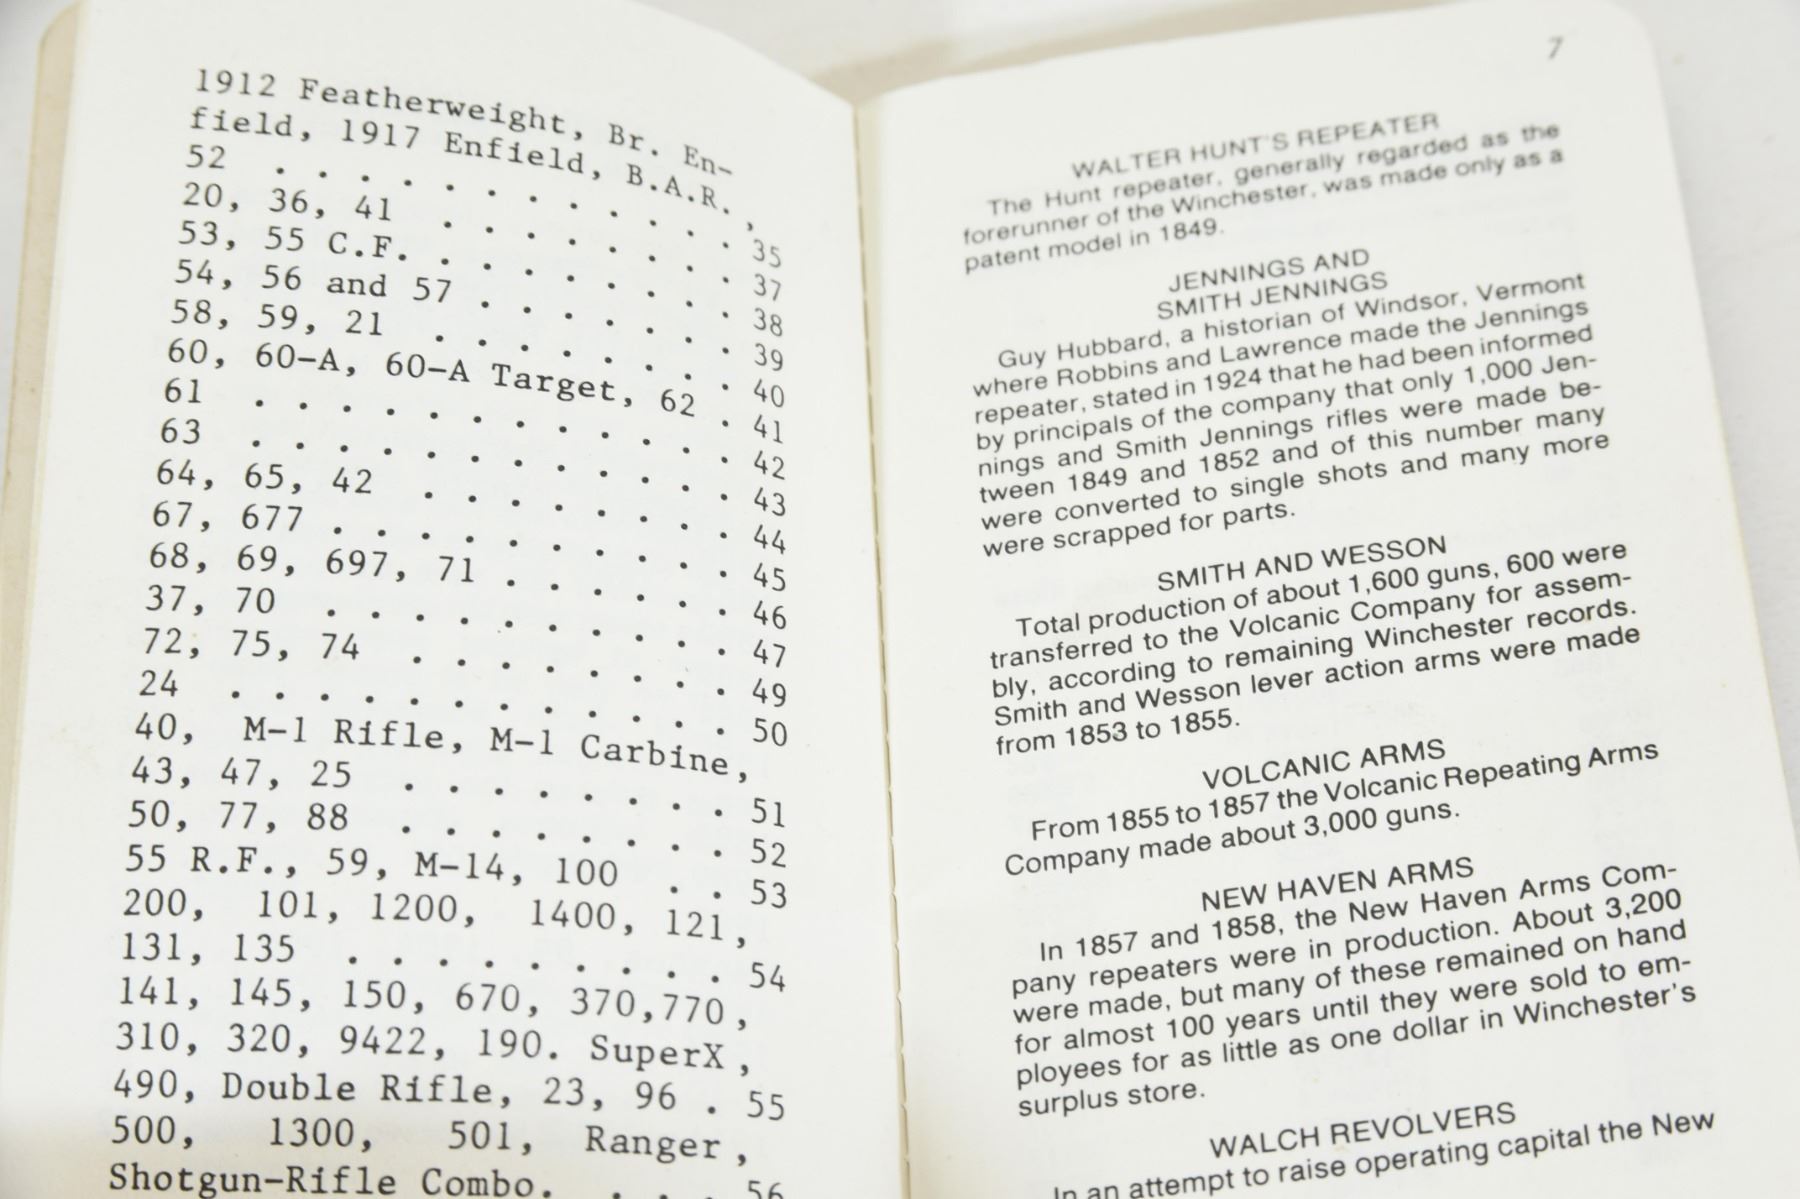 1912 Featherweight, Br. En-
field, 1917 Enfield, B.A.R.,
52 . . . . . . . . . . . 35
20, 36, 41 . . . . . . . 37
53, 55 C.F. . . . . . . . 38
54, 56 and 57 . . . . . . 39
58, 59, 21 . . . . . . . 40
60, 60-A, 60-A Target, 62 . 41
61 . . . . . . . . . . . 42
63 . . . . . . . . . . . 43
64, 65, 42 . . . . . . . 44
67, 677 . . . . . . . . . 45
68, 69, 697, 71 . . . . . 46
37, 70 . . . . . . . . . 47
72, 75, 74 . . . . . . . 49
24 . . . . . . . . . . . 50
40, M-1 Rifle, M-1 Carbine,
43, 47, 25 . . . . . . . 51
50, 77, 88 . . . . . . . 52
55 R.F., 59, M-14, 100 . . 53
200, 101, 1200, 1400, 121,
131, 135 . . . . . . . . . 54
141, 145, 150, 670, 370,770,
310, 320, 9422, 190. SuperX,
490, Double Rifle, 23, 96 . 55
500, 1300, 501, Ranger,
Shotgun-Rifle Combo. . . . 56
7
WALTER HUNT'S REPEATER
The Hunt repeater, generally regarded as the
forerunner of the Winchester, was made only as a
patent model in 1849.
JENNINGS AND
SMITH JENNINGS
Guy Hubbard, a historian of Windsor, Vermont
where Robbins and Lawrence made the Jennings
repeater, stated in 1924 that he had been informed
by principals of the company that only 1,000 Jen-
nings and Smith Jennings rifles were made be-
tween 1849 and 1852 and of this number many
were converted to single shots and many more
were scrapped for parts.
SMITH AND WESSON
Total production of about 1,600 guns, 600 were
transferred to the Volcanic Company for assem-
bly, according to remaining Winchester records.
Smith and Wesson lever action arms were made
from 1853 to 1855.
VOLCANIC ARMS
From 1855 to 1857 the Volcanic Repeating Arms
Company made about 3,000 guns.
NEW HAVEN ARMS
In 1857 and 1858, the New Haven Arms Com-
pany repeaters were in production. About 3,200
were made, but many of these remained on hand
for almost 100 years until they were sold to em-
ployees for as little as one dollar in Winchester's
surplus store.
WALCH REVOLVERS
In an attempt to raise operating capital the New